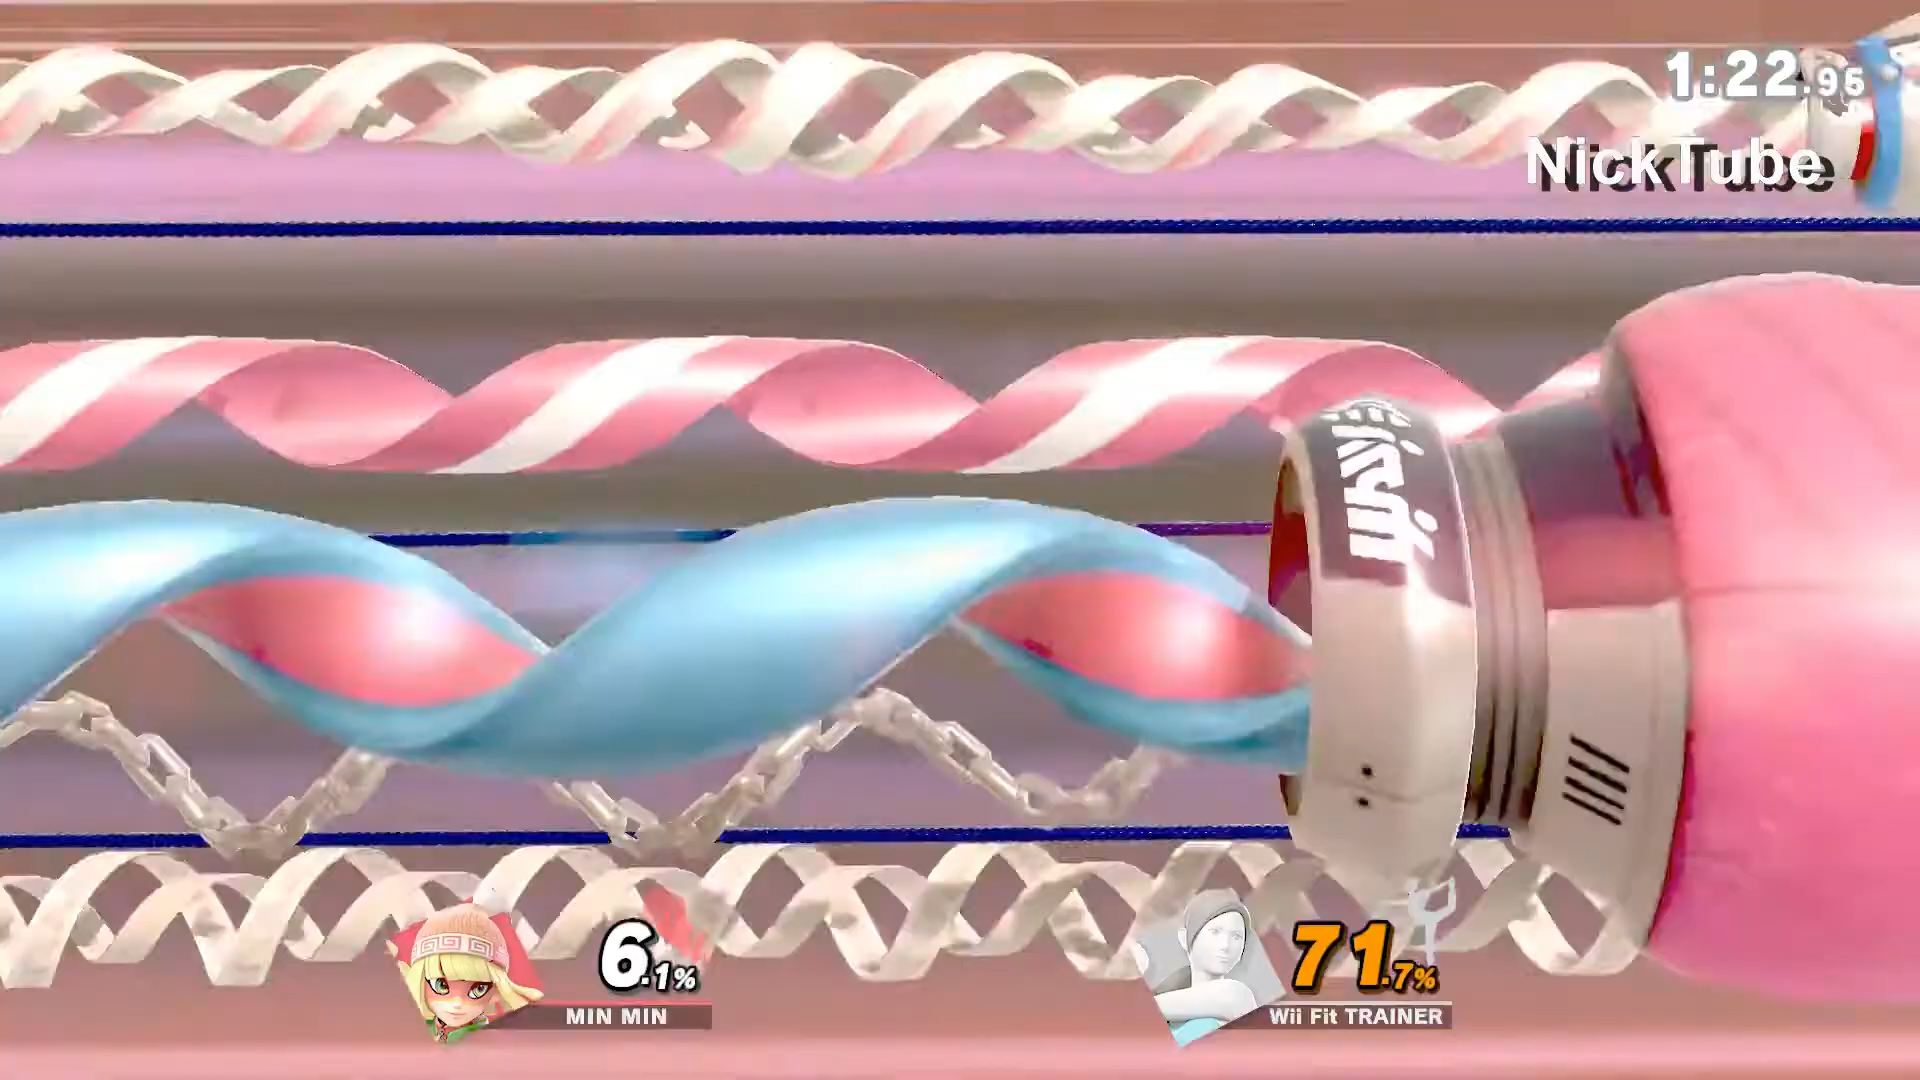 1:22.95
NickTube
6.1%
71.7%
MIN MIN
Wii Fit TRAINER